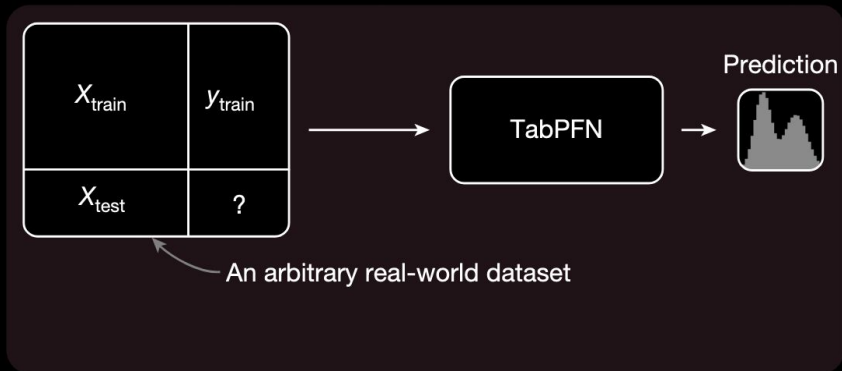 Prediction
X_train
y_train
TabPFN
X_test
?
An arbitrary real-world dataset